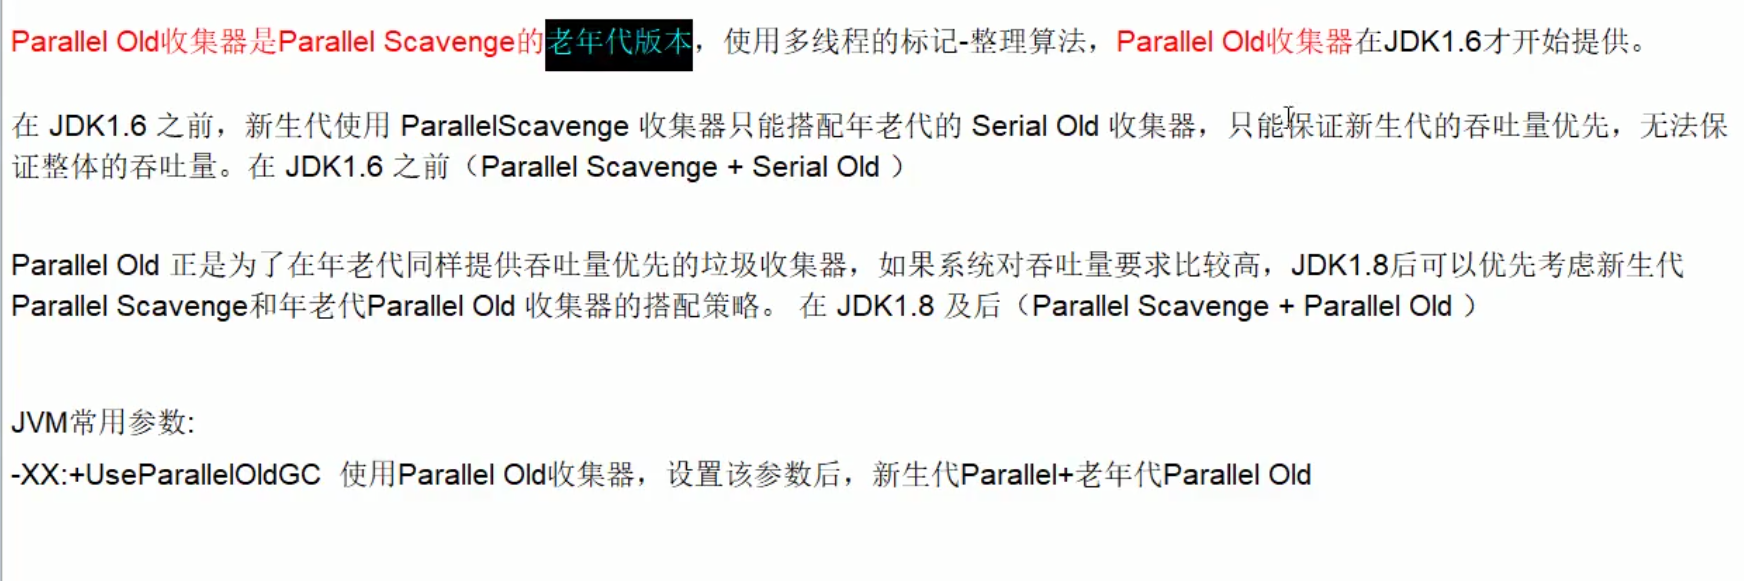 Parallel Old收集器是Parallel Scavenge的老年代版本，使用多线程的标记-整理算法，Parallel Old收集器在JDK1.6才开始提供。
在 JDK1.6 之前，新生代使用 ParallelScavenge 收集器只能搭配年老代的 Serial Old 收集器，只能保证新生代的吞吐量优先，无法保
证整体的吞吐量。在 JDK1.6 之前（Parallel Scavenge + Serial Old ）
Parallel Old 正是为了在年老代同样提供吞吐量优先的垃圾收集器，如果系统对吞吐量要求比较高，JDK1.8后可以优先考虑新生代
Parallel Scavenge和年老代Parallel Old 收集器的搭配策略。 在 JDK1.8 及后（Parallel Scavenge + Parallel Old ）
JVM常用参数:
-XX:+UseParallelOldGC  使用Parallel Old收集器，设置该参数后，新生代Parallel+老年代Parallel Old